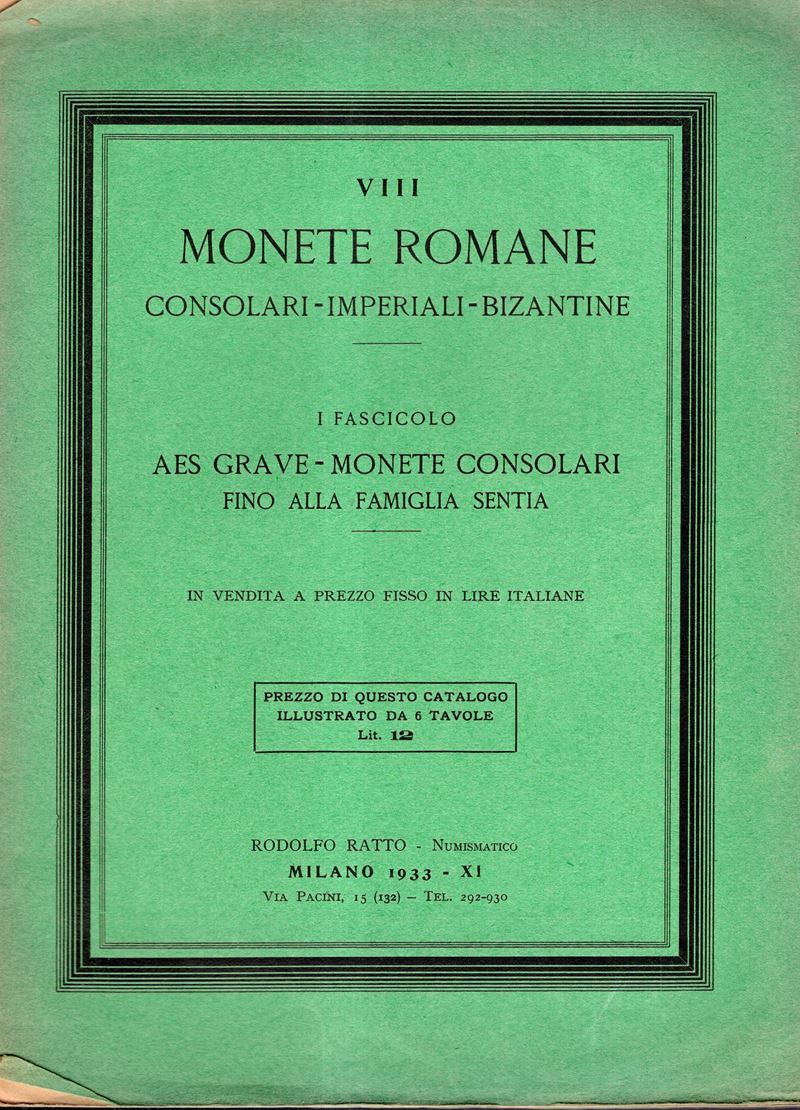 VIII
MONETE ROMANE
CONSOLARI-IMPERIALI-BIZANTINE
I FASCICOLO
AES GRAVE - MONETE CONSOLARI
FINO ALLA FAMIGLIA SENTIA
IN VENDITA A PREZZO FISSO IN LIRE ITALIANE
PREZZO DI QUESTO CATALOGO
ILLUSTRATO DA 6 TAVOLE
Lit. 12
RODOLFO RATTO - NUMISMATICO
MILANO 1933 - XI
VIA PACINI, 15 (132) — TEL. 292-930